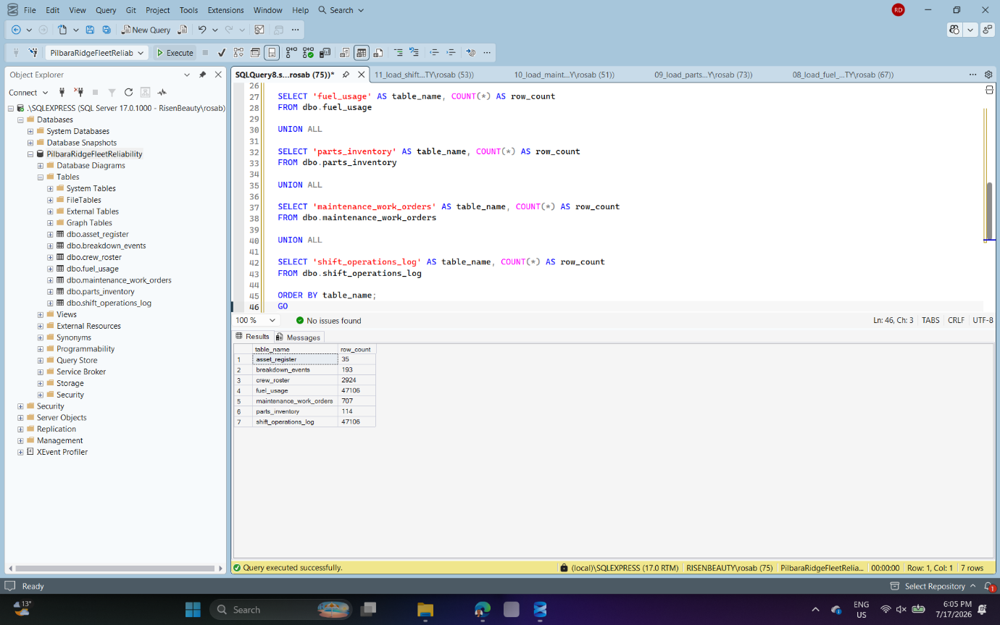 File Edit View Query Git Project Tools Extensions Window Help Search RD
New Query
PilbaraRidgeFleetReliab Execute
Object Explorer
Connect
.\SQLEXPRESS (SQL Server 17.0.1000 - RisenBeauty\rosab)
Databases
System Databases
Database Snapshots
PilbaraRidgeFleetReliability
Database Diagrams
Tables
System Tables
FileTables
External Tables
Graph Tables
dbo.asset_register
dbo.breakdown_events
dbo.crew_roster
dbo.fuel_usage
dbo.maintenance_work_orders
dbo.parts_inventory
dbo.shift_operations_log
Views
External Resources
Synonyms
Programmability
Query Store
Service Broker
Storage
Security
Security
Server Objects
Replication
Management
XEvent Profiler
SQLQuery8.s...rosab (75))* 11_load_shift...TY\rosab (53)) 10_load_maint...Y\rosab (51)) 09_load_parts...Y\rosab (73)) 08_load_fuel_...TY\rosab (67))
26
27 SELECT 'fuel_usage' AS table_name, COUNT(*) AS row_count
28 FROM dbo.fuel_usage
29
30 UNION ALL
31
32 SELECT 'parts_inventory' AS table_name, COUNT(*) AS row_count
33 FROM dbo.parts_inventory
34
35 UNION ALL
36
37 SELECT 'maintenance_work_orders' AS table_name, COUNT(*) AS row_count
38 FROM dbo.maintenance_work_orders
39
40 UNION ALL
41
42 SELECT 'shift_operations_log' AS table_name, COUNT(*) AS row_count
43 FROM dbo.shift_operations_log
44
45 ORDER BY table_name;
46 GO
100 % No issues found Ln: 46, Ch: 3 TABS CRLF UTF-8
Results Messages
table_name row_count
1 asset_register 35
2 breakdown_events 193
3 crew_roster 2924
4 fuel_usage 47106
5 maintenance_work_orders 707
6 parts_inventory 114
7 shift_operations_log 47106
Query executed successfully. (local)\SQLEXPRESS (17.0 RTM) RISENBEAUTY\rosab (75) PilbaraRidgeFleetRelia... 00:00:00 Row: 1, Col: 1 7 rows
Ready Select Repository 1
13° Search ENG 6:05 PM
US 7/17/2026